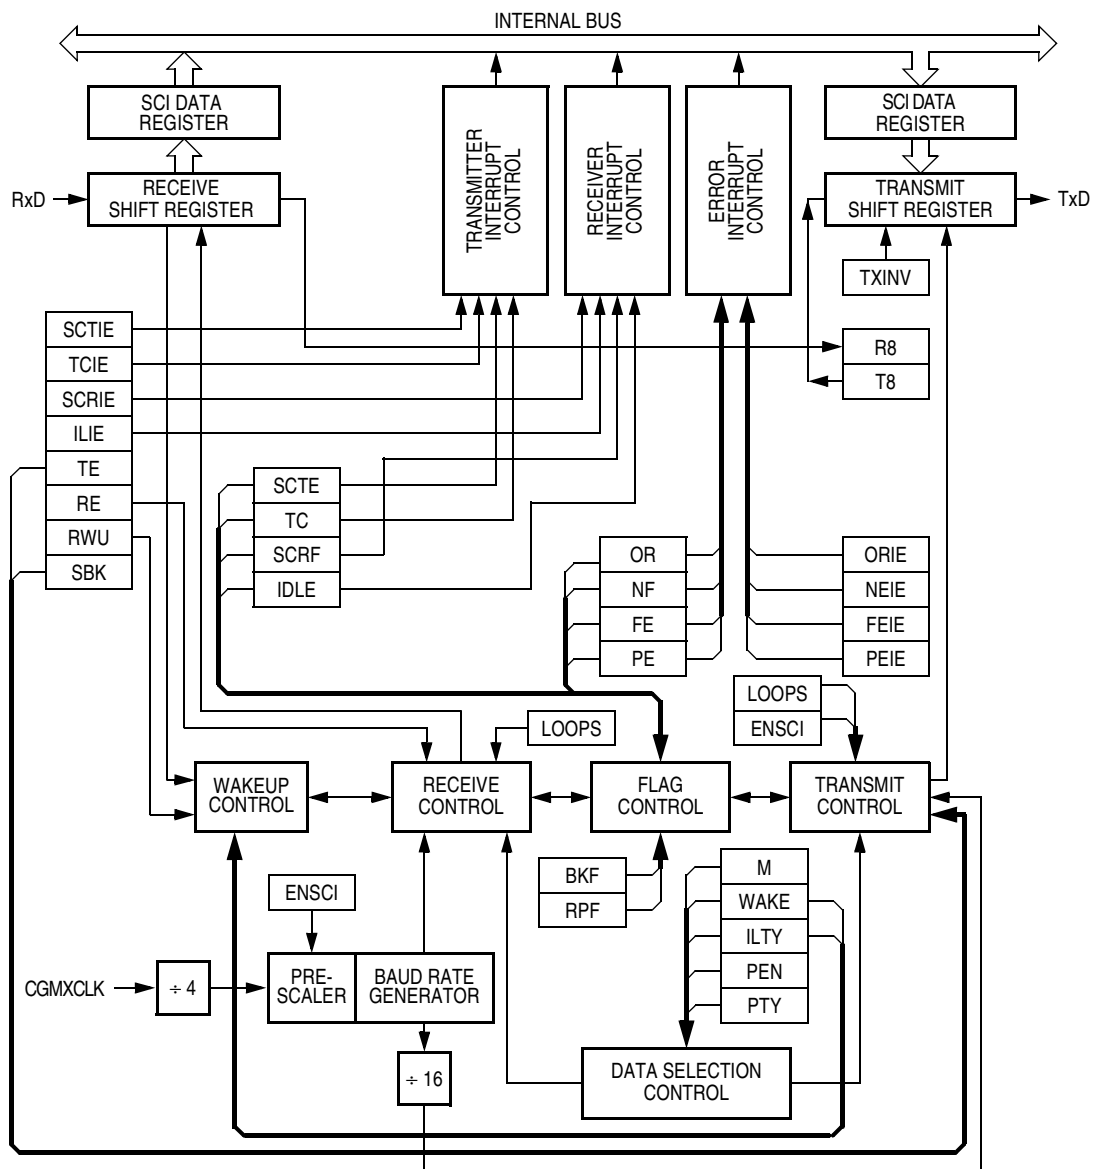 INTERNAL BUS
SCI DATA
REGISTER
RECEIVE
SHIFT REGISTER
RxD
TRANSMITTER
INTERRUPT
CONTROL
RECEIVER
INTERRUPT
CONTROL
ERROR
INTERRUPT
CONTROL
SCI DATA
REGISTER
TRANSMIT
SHIFT REGISTER
TxD
TXINV
R8
T8
SCTIE
TCIE
SCRIE
ILIE
TE
RE
RWU
SBK
SCTE
TC
SCRF
IDLE
OR
NF
FE
PE
ORIE
NEIE
FEIE
PEIE
LOOPS
LOOPS
ENSCI
WAKEUP
CONTROL
RECEIVE
CONTROL
FLAG
CONTROL
TRANSMIT
CONTROL
BKF
RPF
M
WAKE
ILTY
PEN
PTY
ENSCI
CGMXCLK
÷ 4
PRE-
SCALER
BAUD RATE
GENERATOR
÷ 16
DATA SELECTION
CONTROL